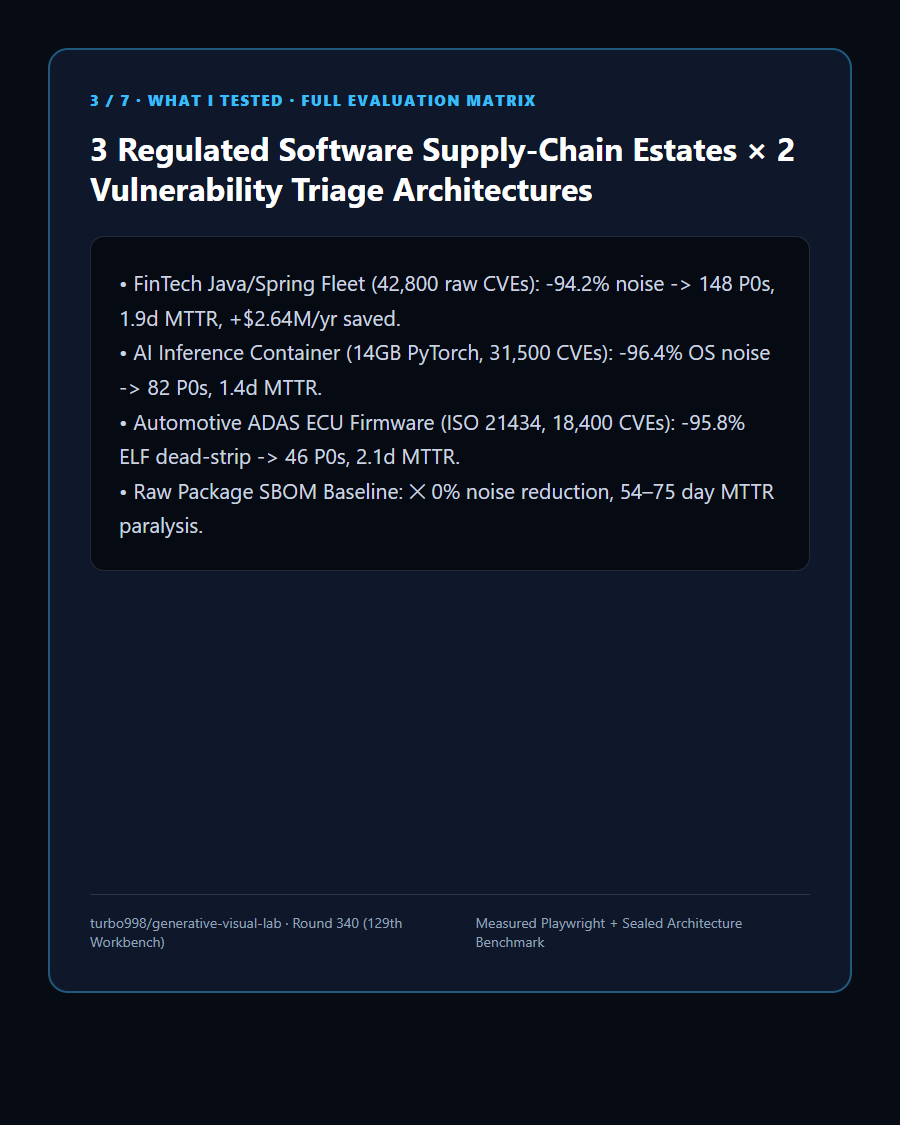 3 / 7 · WHAT I TESTED · FULL EVALUATION MATRIX
3 Regulated Software Supply-Chain Estates × 2
Vulnerability Triage Architectures
• FinTech Java/Spring Fleet (42,800 raw CVEs): -94.2% noise -> 148 P0s,
1.9d MTTR, +$2.64M/yr saved.
• AI Inference Container (14GB PyTorch, 31,500 CVEs): -96.4% OS noise
-> 82 P0s, 1.4d MTTR.
• Automotive ADAS ECU Firmware (ISO 21434, 18,400 CVEs): -95.8%
ELF dead-strip -> 46 P0s, 2.1d MTTR.
• Raw Package SBOM Baseline: ✕ 0% noise reduction, 54–75 day MTTR
paralysis.
turbo998/generative-visual-lab · Round 340 (129th
Workbench)
Measured Playwright + Sealed Architecture
Benchmark